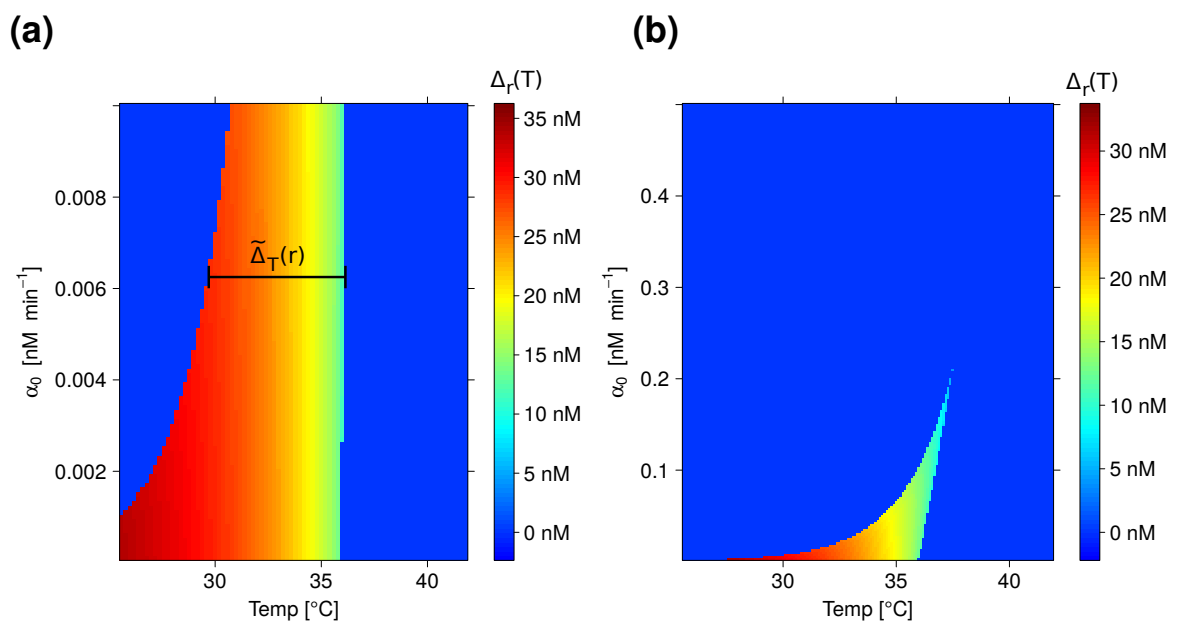 (a)
Δr(T)
35 nM
30 nM
25 nM
20 nM
15 nM
10 nM
5 nM
0 nM
0.008
0.006
0.004
0.002
α0 [nM min−1]
Δ̃T(r)
30
35
40
Temp [°C]
(b)
Δr(T)
30 nM
25 nM
20 nM
15 nM
10 nM
5 nM
0 nM
0.4
0.3
0.2
0.1
α0 [nM min−1]
30
35
40
Temp [°C]